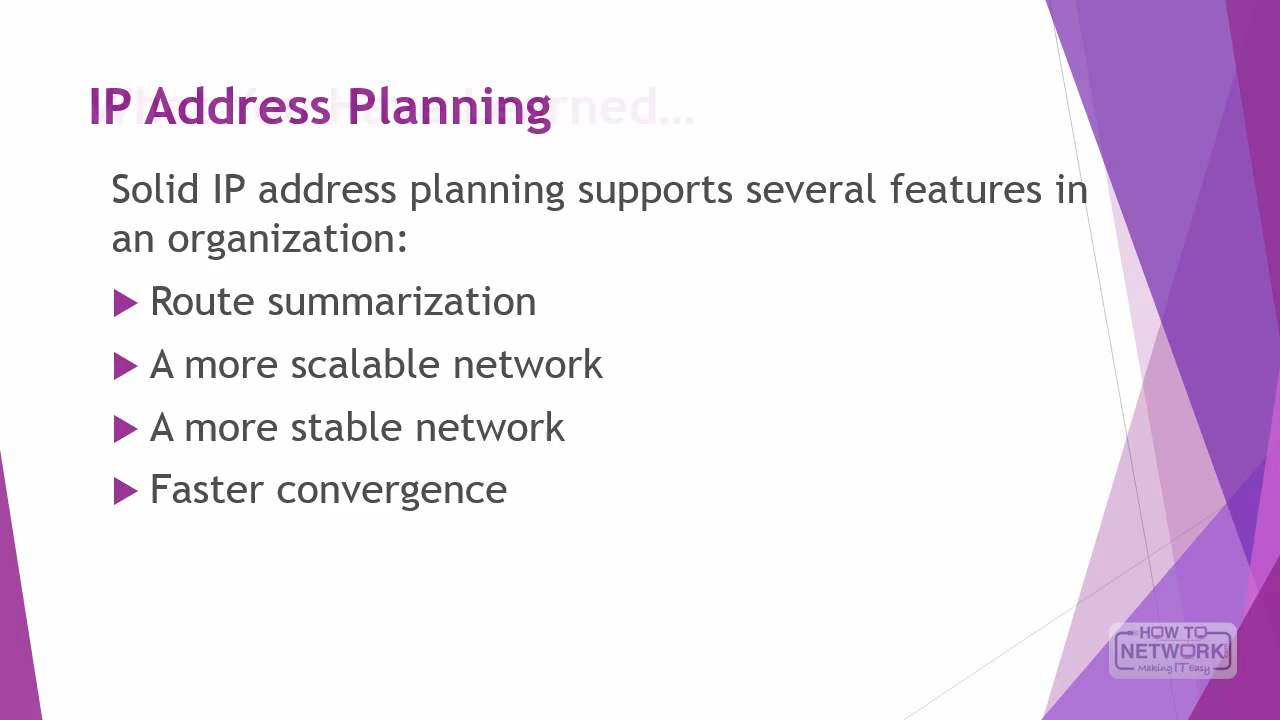 IP Address Planning
Solid IP address planning supports several features in
an organization:
Route summarization
A more scalable network
A more stable network
Faster convergence
HOW TO
NETWORK
Making IT Easy